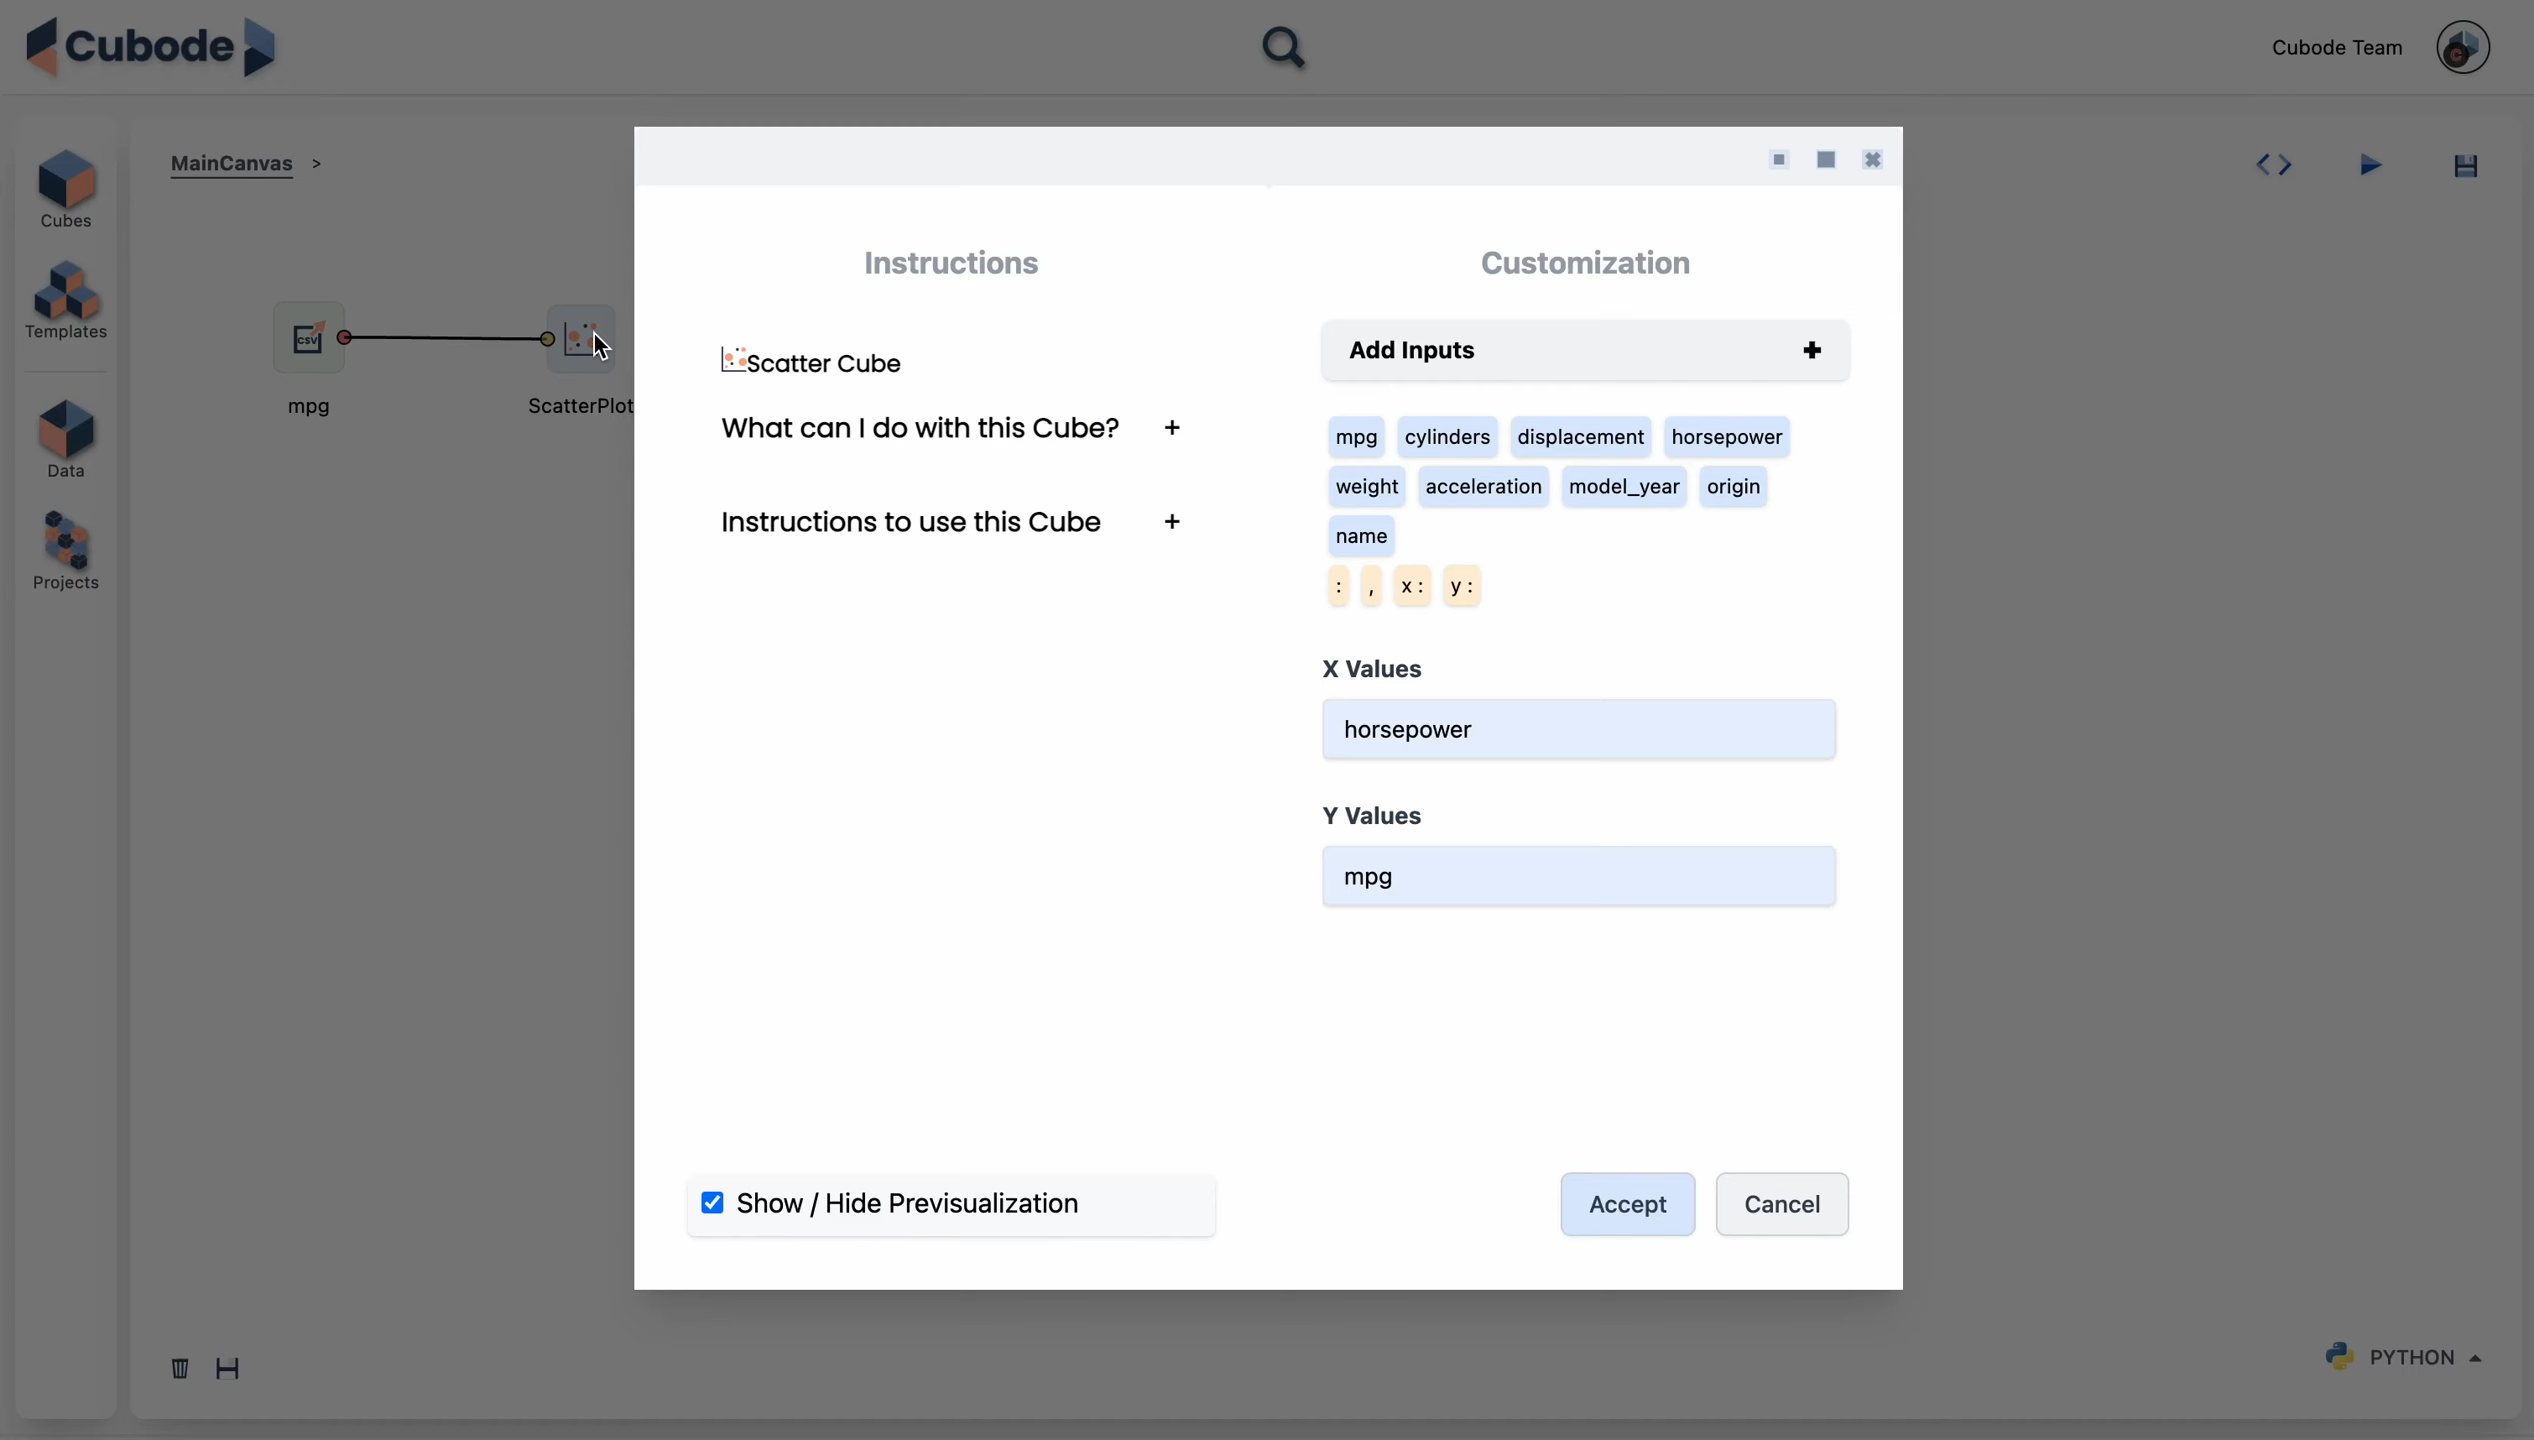 Cubode
Cubode Team
MainCanvas >
Cubes
Templates
Data
Projects
csv
mpg
ScatterPlot
Instructions
Scatter Cube
What can I do with this Cube? +
Instructions to use this Cube +
Show / Hide Previsualization
Customization
Add Inputs
mpg cylinders displacement horsepower
weight acceleration model_year origin
name
: , x : y :
X Values
horsepower
Y Values
mpg
Accept Cancel
PYTHON